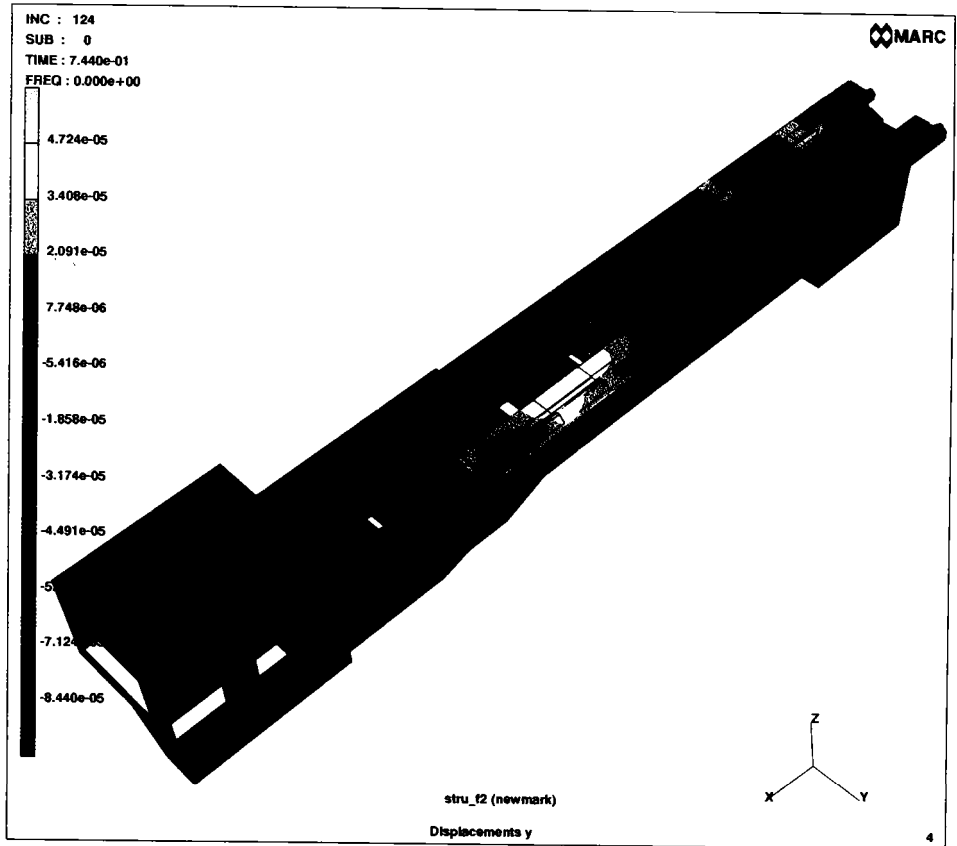 INC : 124
SUB : 0
TIME : 7.440e-01
FREQ : 0.000e+00
MARC
4.724e-05
3.408e-05
2.091e-05
7.748e-06
-5.416e-06
-1.858e-05
-3.174e-05
-4.491e-05
-8.440e-05
Z
X
Y
stru_f2 (newmark)
Displacements y
4